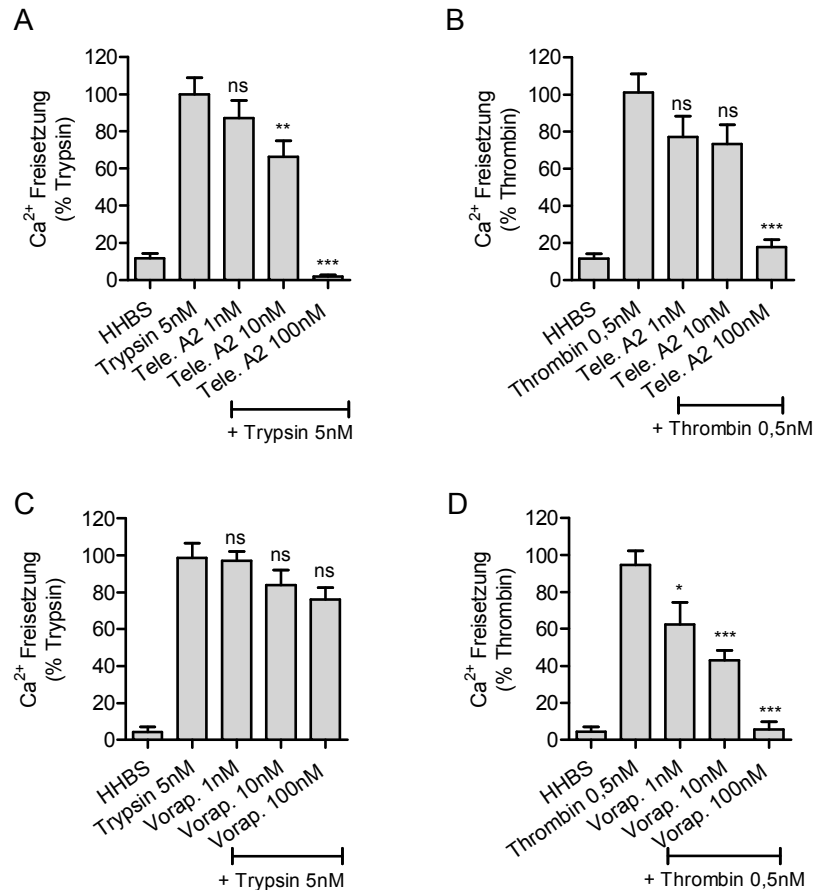 A
Ca²⁺ Freisetzung
(% Trypsin)
120
100
80
60
40
20
0
ns
**
***
HHBS
Trypsin 5nM
Tele. A2 1nM
Tele. A2 10nM
Tele. A2 100nM
+ Trypsin 5nM
B
Ca²⁺ Freisetzung
(% Thrombin)
120
100
80
60
40
20
0
ns
ns
***
HHBS
Thrombin 0,5nM
Tele. A2 1nM
Tele. A2 10nM
Tele. A2 100nM
+ Thrombin 0,5nM
C
Ca²⁺ Freisetzung
(% Trypsin)
120
100
80
60
40
20
0
ns
ns
ns
HHBS
Trypsin 5nM
Vorap. 1nM
Vorap. 10nM
Vorap. 100nM
+ Trypsin 5nM
D
Ca²⁺ Freisetzung
(% Thrombin)
120
100
80
60
40
20
0
*
***
***
HHBS
Thrombin 0,5nM
Vorap. 1nM
Vorap. 10nM
Vorap. 100nM
+ Thrombin 0,5nM